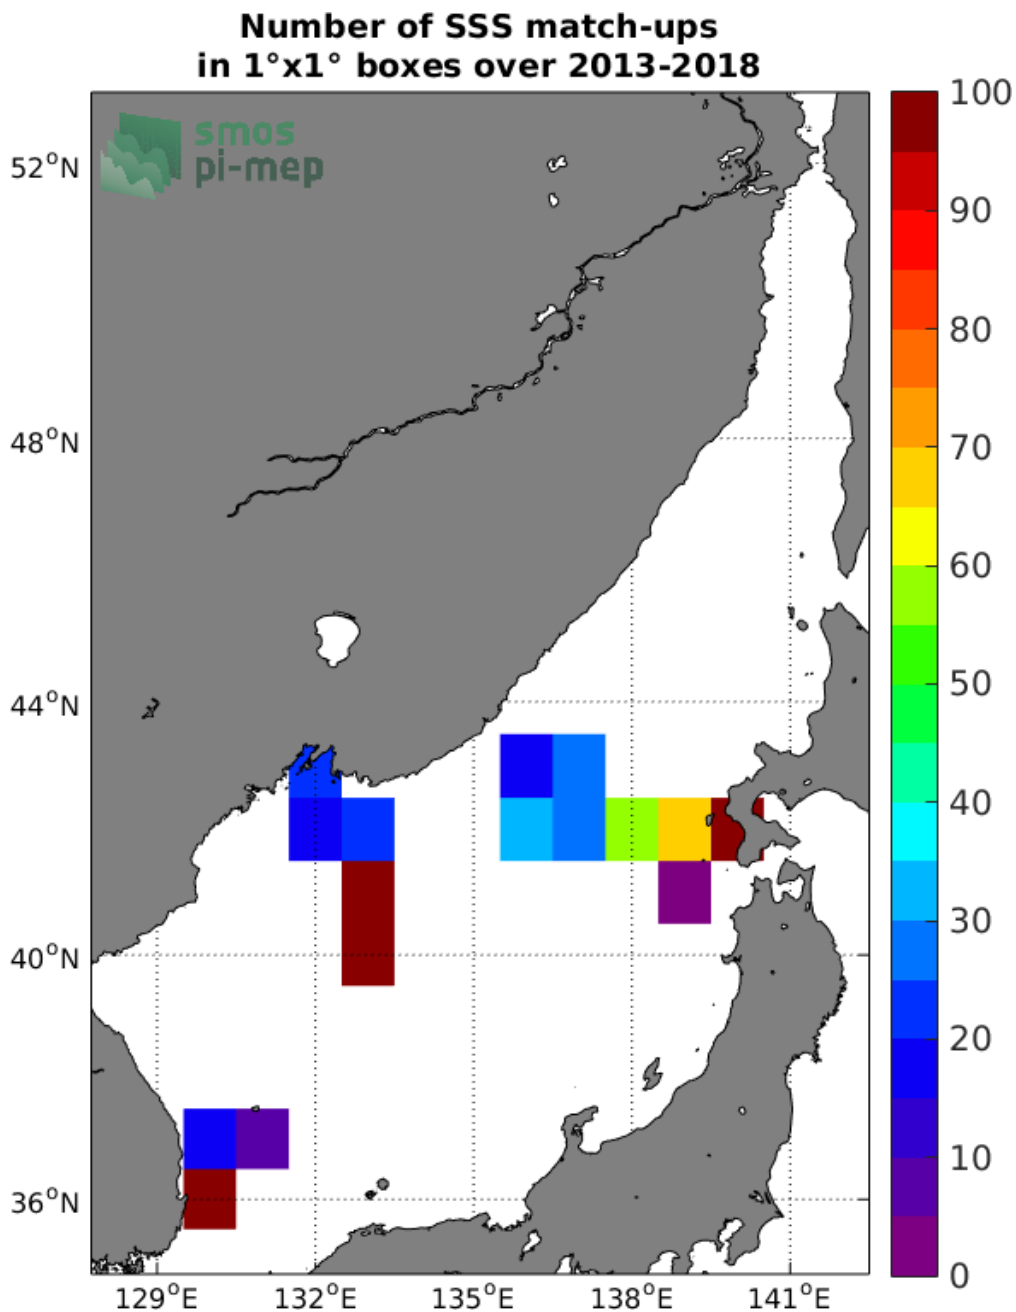 Number of SSS match-ups
in 1°x1° boxes over 2013-2018
smos
pi-mep
52°N
48°N
44°N
40°N
36°N
129°E 132°E 135°E 138°E 141°E
100
90
80
70
60
50
40
30
20
10
0